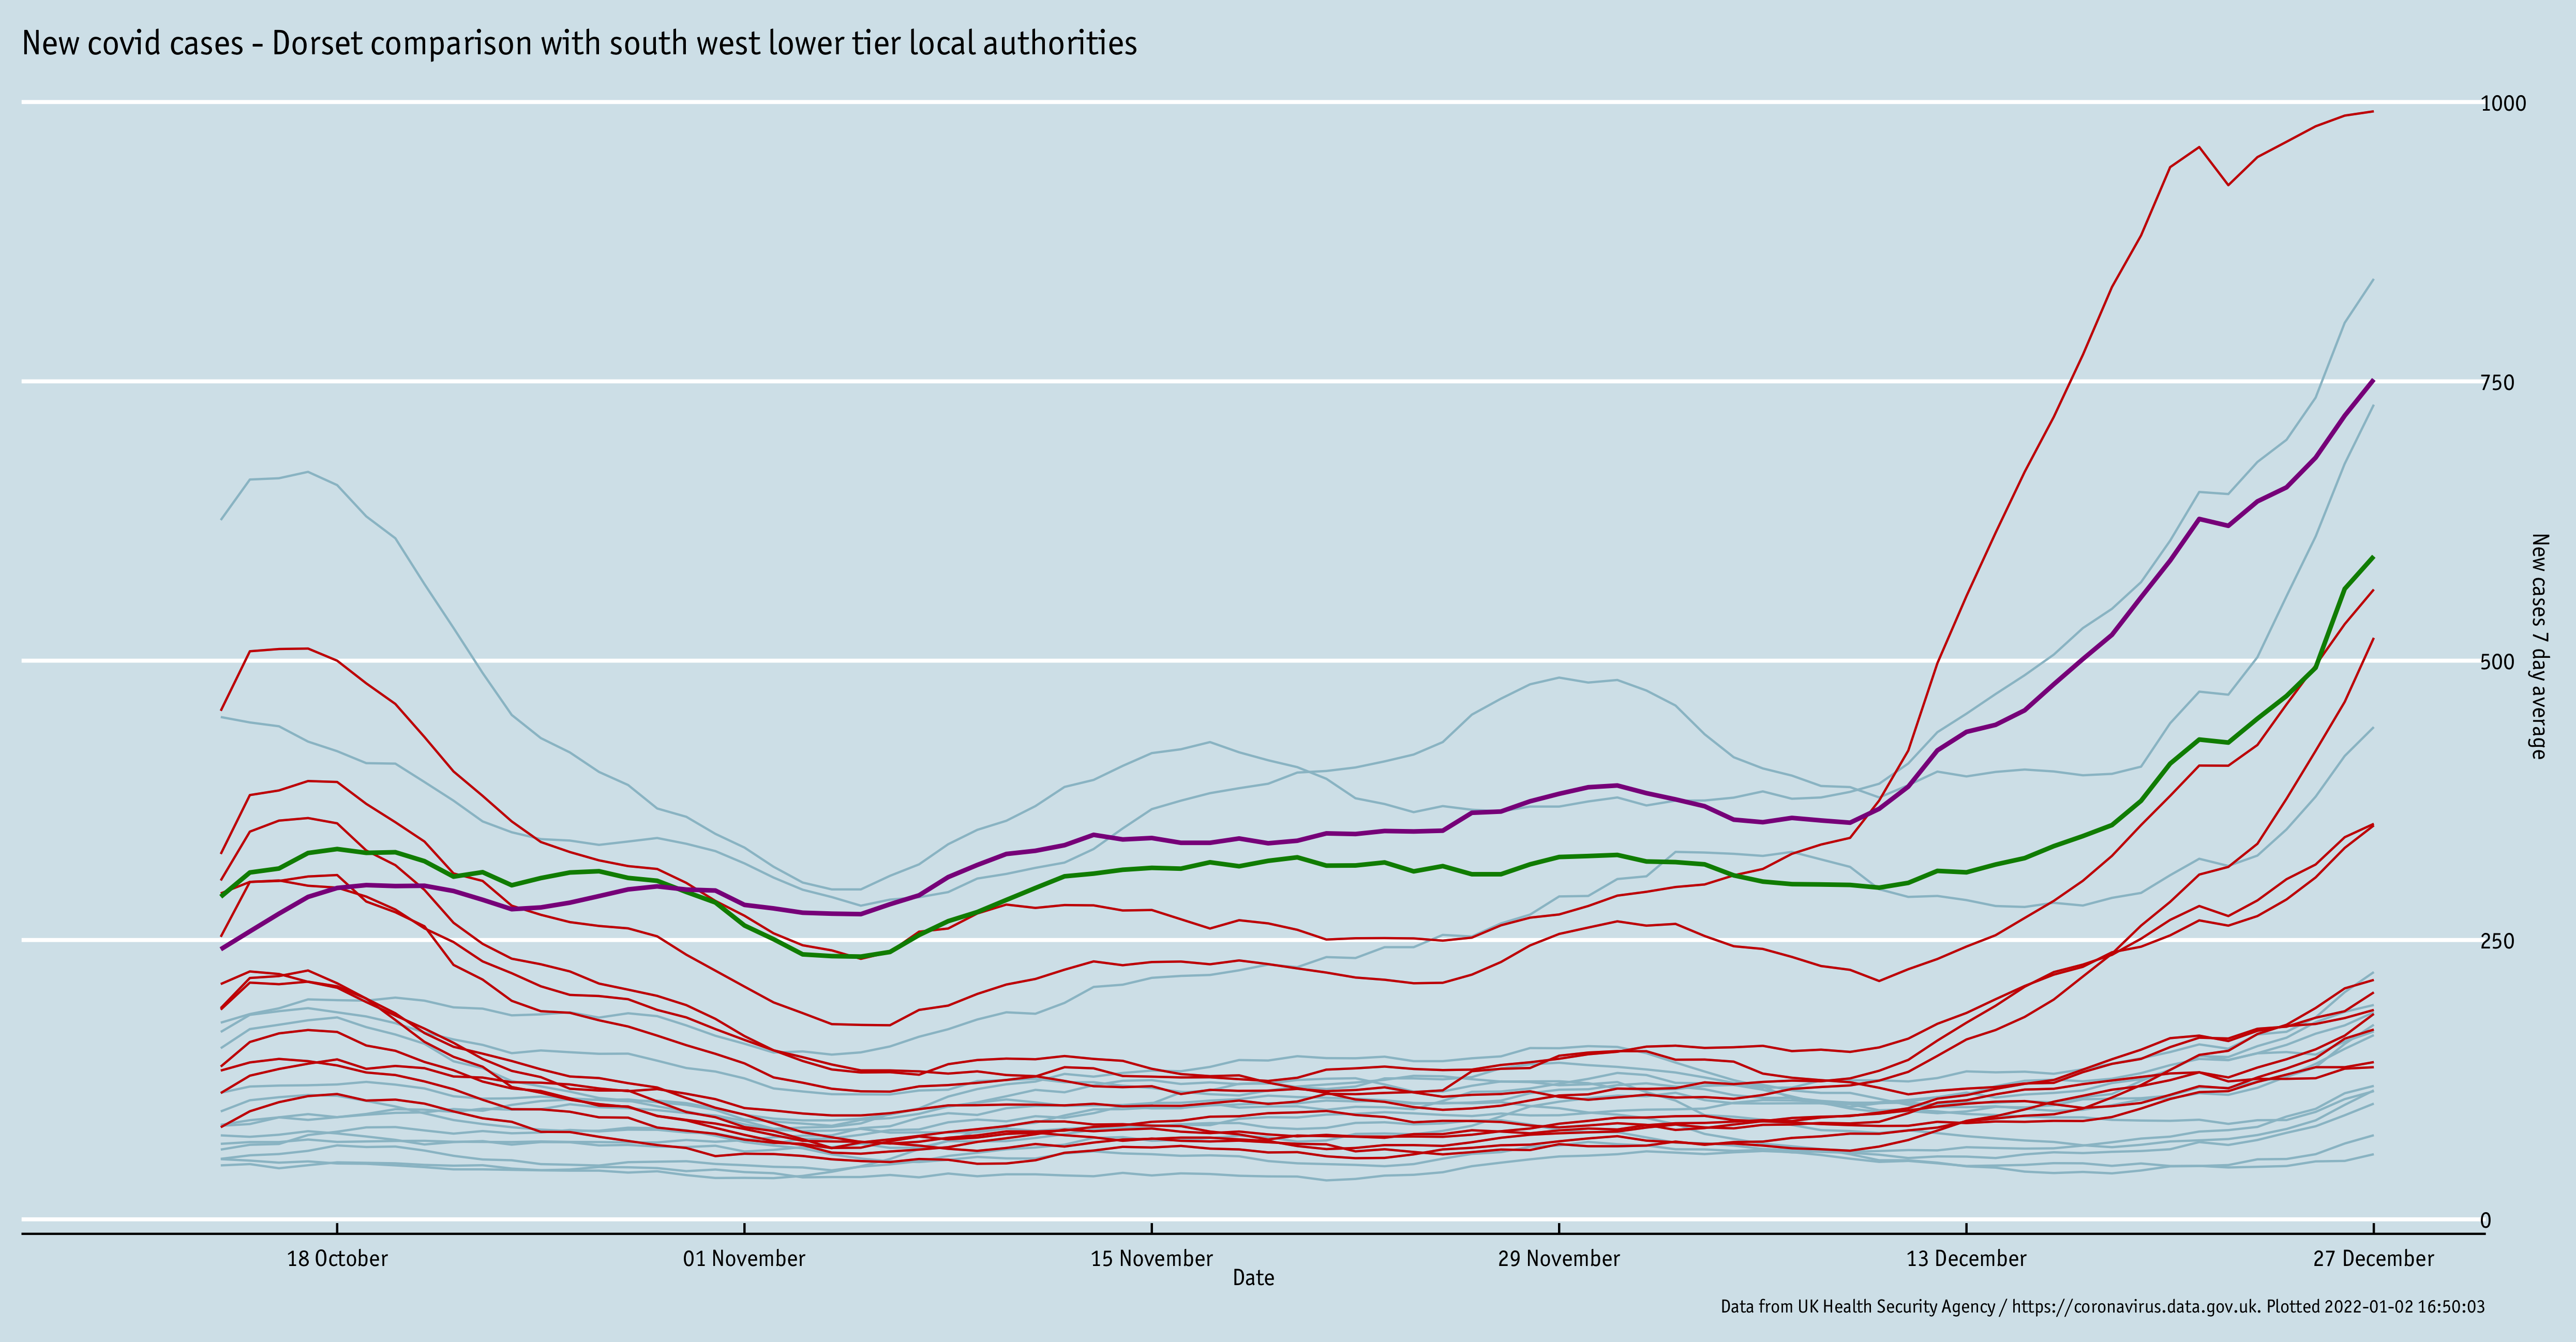 New covid cases - Dorset comparison with south west lower tier local authorities
1000
750
500
250
0
New cases 7 day average
18 October
01 November
15 November
29 November
13 December
27 December
Date
Data from UK Health Security Agency / https://coronavirus.data.gov.uk. Plotted 2022-01-02 16:50:03